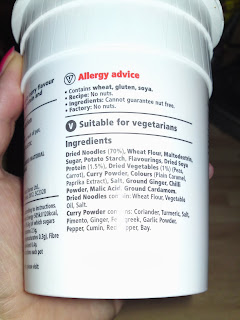 Allergy advice
• Contains wheat, gluten, soya.
• Recipe: No nuts.
• Ingredients: Cannot guarantee nut free.
• Factory: No nuts.
V Suitable for vegetarians
Ingredients
Dried Noodles (70%), Wheat Flour, Maltodextrin,
Sugar, Potato Starch, Flavourings, Dried Soya
Protein (1.5%), Dried Vegetables (1%) (Pea,
Carrot), Curry Powder, Colours (Plain Caramel,
Paprika Extract), Salt, Ground Ginger, Chilli
Powder, Malic Acid, Ground Cardamom.
Dried Noodles contain: Wheat Flour, Vegetable
Oil, Salt.
Curry Powder contains: Coriander, Turmeric, Salt,
Pimento, Ginger, Fenugreek, Garlic Powder,
Pepper, Cumin, Red Pepper, Bay.